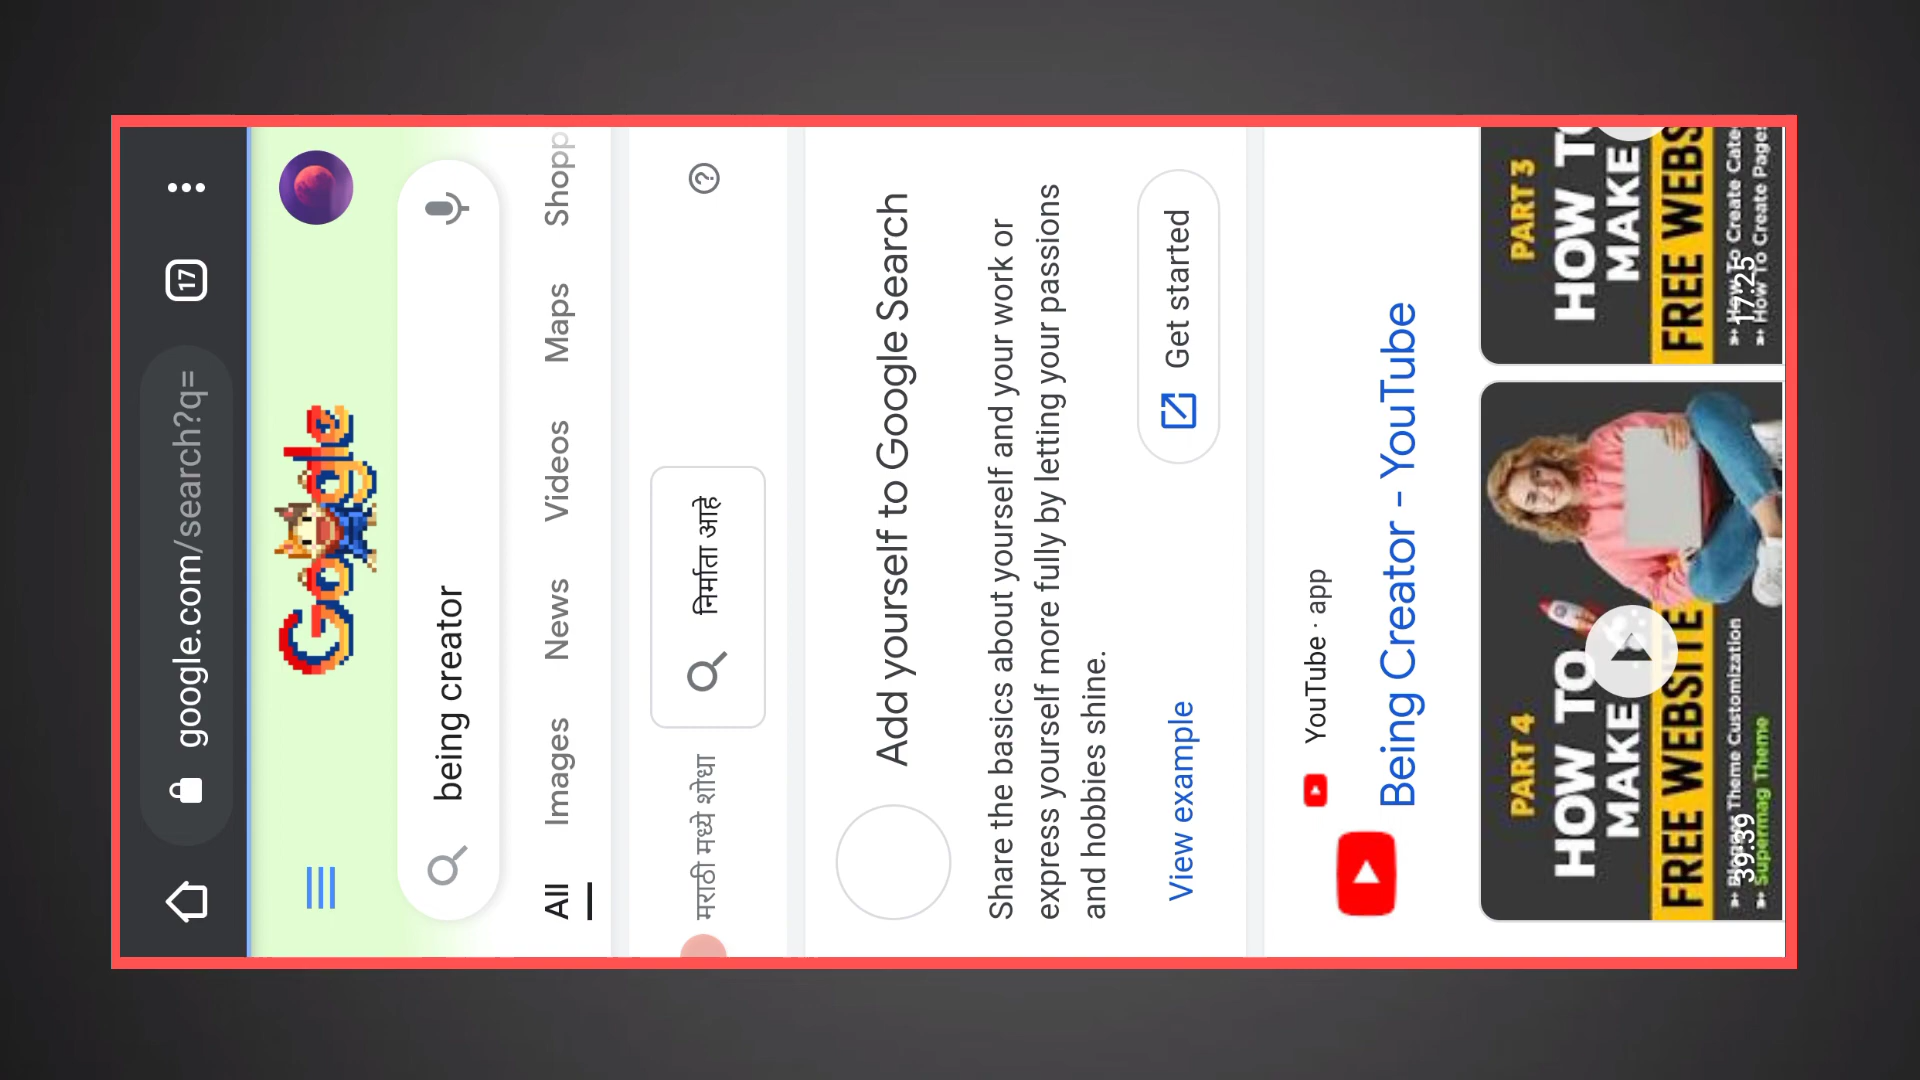 google.com/search?q=
17
Google
being creator
All Images News Videos Maps Shopp
मराठी मध्ये शोधा
निर्माता आहे
Add yourself to Google Search
Share the basics about yourself and your work or
express yourself more fully by letting your passions
and hobbies shine.
View example
Get started
YouTube · app
Being Creator - YouTube
PART 4
HOW TO
MAKE
FREE WEBSITE
Theme Customization
Supermag Theme
39:39
PART 3
HOW TO
MAKE
FREE WEBS
How To Create Cate
How To Create Page
17:25